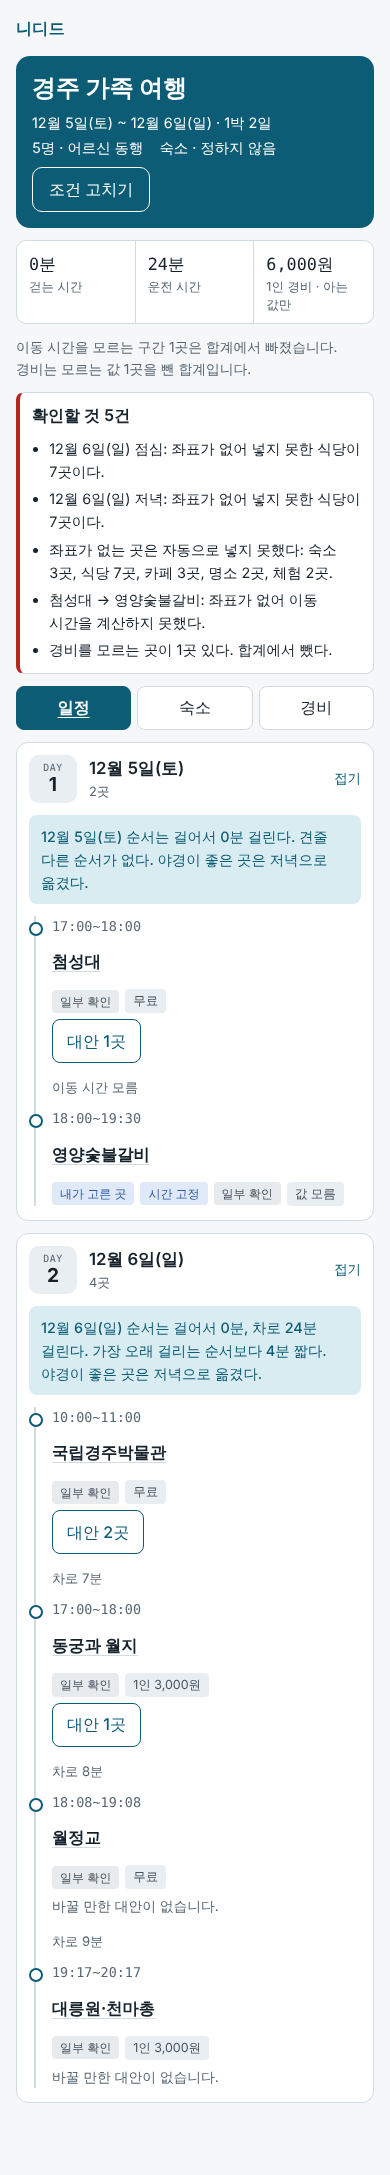 니디드
경주 가족 여행
12월 5일(토) ~ 12월 6일(일) · 1박 2일
5명 · 어르신 동행 숙소 · 정하지 않음
조건 고치기
0분
걷는 시간
24분
운전 시간
6,000원
1인 경비 · 아는
값만
이동 시간을 모르는 구간 1곳은 합계에서 빠졌습니다.
경비는 모르는 값 1곳을 뺀 합계입니다.
확인할 것 5건
• 12월 6일(일) 점심: 좌표가 없어 넣지 못한 식당이
7곳이다.
• 12월 6일(일) 저녁: 좌표가 없어 넣지 못한 식당이
7곳이다.
• 좌표가 없는 곳은 자동으로 넣지 못했다: 숙소
3곳, 식당 7곳, 카페 3곳, 명소 2곳, 체험 2곳.
• 첨성대 → 영양숯불갈비: 좌표가 없어 이동
시간을 계산하지 못했다.
• 경비를 모르는 곳이 1곳 있다. 합계에서 뺐다.
일정
숙소
경비
DAY
1
12월 5일(토)
2곳
접기
12월 5일(토) 순서는 걸어서 0분 걸린다. 견줄
다른 순서가 없다. 야경이 좋은 곳은 저녁으로
옮겼다.
17:00~18:00
첨성대
일부 확인 무료
대안 1곳
이동 시간 모름
18:00~19:30
영양숯불갈비
내가 고른 곳 시간 고정 일부 확인 값 모름
DAY
2
12월 6일(일)
4곳
접기
12월 6일(일) 순서는 걸어서 0분, 차로 24분
걸린다. 가장 오래 걸리는 순서보다 4분 짧다.
야경이 좋은 곳은 저녁으로 옮겼다.
10:00~11:00
국립경주박물관
일부 확인 무료
대안 2곳
차로 7분
17:00~18:00
동궁과 월지
일부 확인 1인 3,000원
대안 1곳
차로 8분
18:08~19:08
월정교
일부 확인 무료
바꿀 만한 대안이 없습니다.
차로 9분
19:17~20:17
대릉원·천마총
일부 확인 1인 3,000원
바꿀 만한 대안이 없습니다.